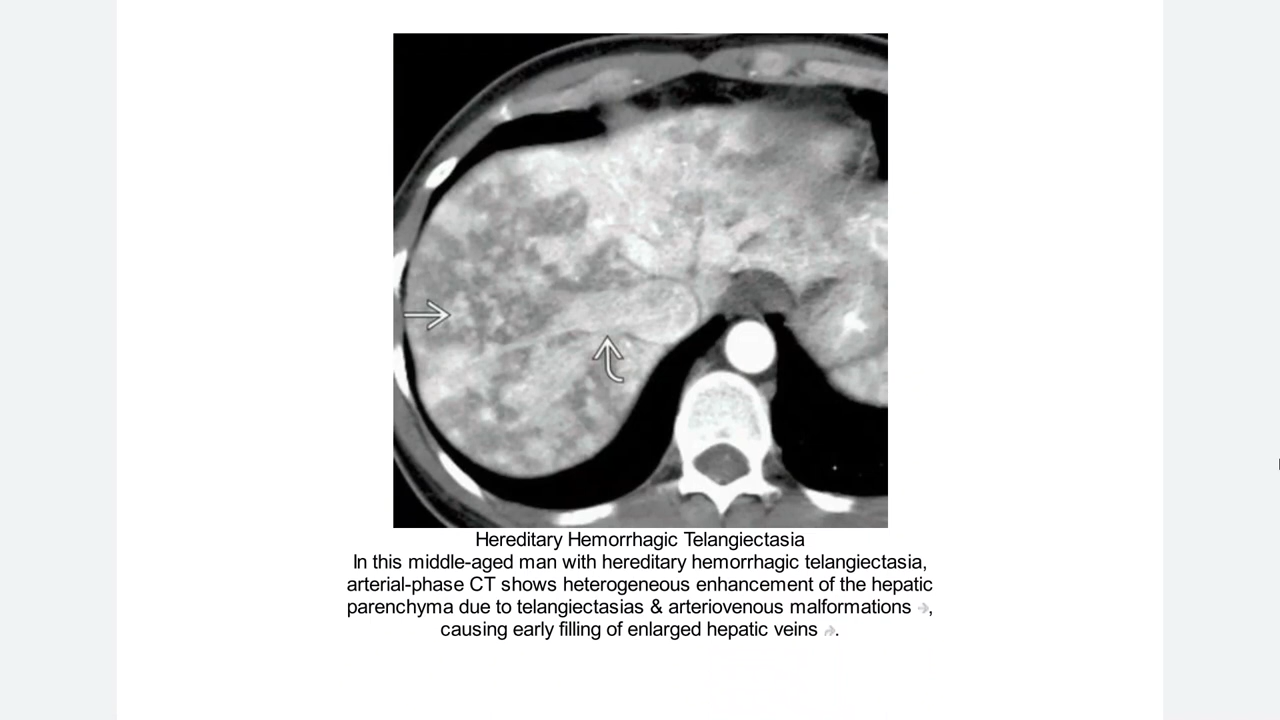 Hereditary Hemorrhagic Telangiectasia
In this middle-aged man with hereditary hemorrhagic telangiectasia,
arterial-phase CT shows heterogeneous enhancement of the hepatic
parenchyma due to telangiectasias & arteriovenous malformations →,
causing early filling of enlarged hepatic veins ⤴.